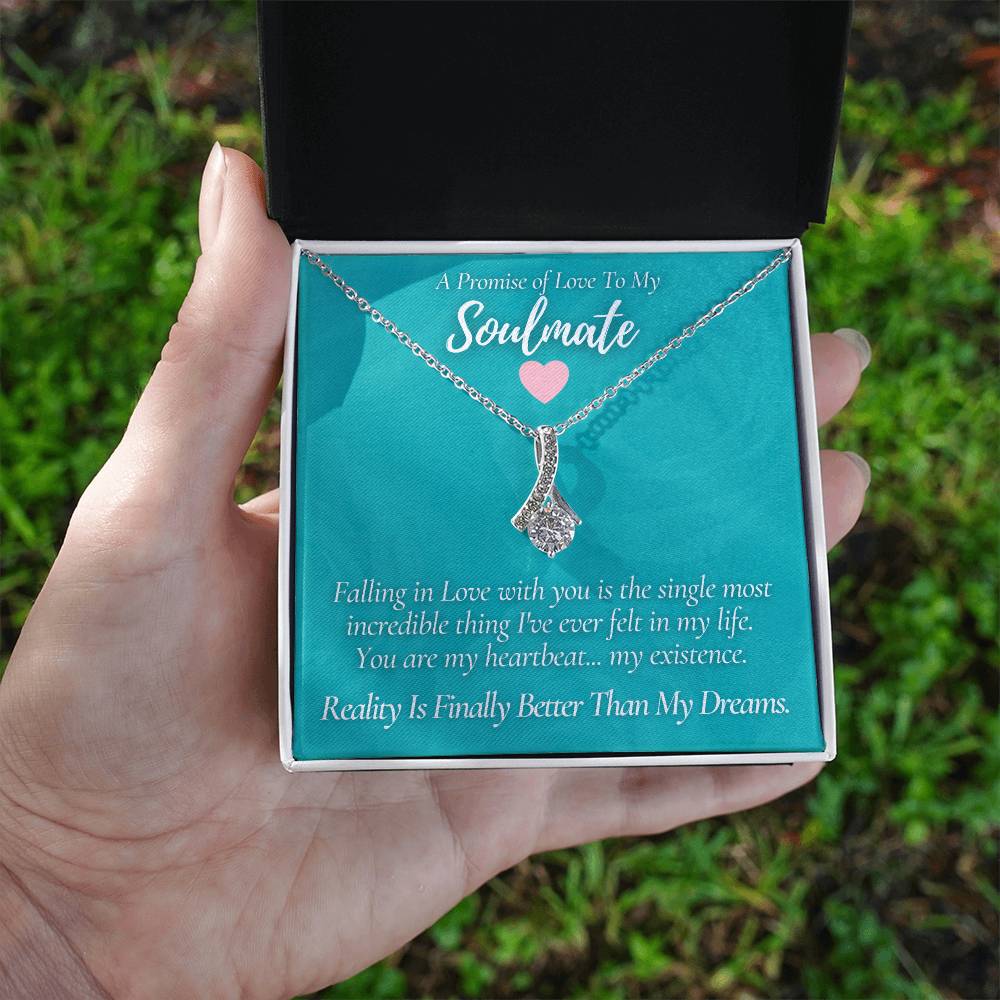 A Promise of Love To My
Soulmate
Falling in Love with you is the single most
incredible thing I've ever felt in my life.
You are my heartbeat... my existence.
Reality Is Finally Better Than My Dreams.